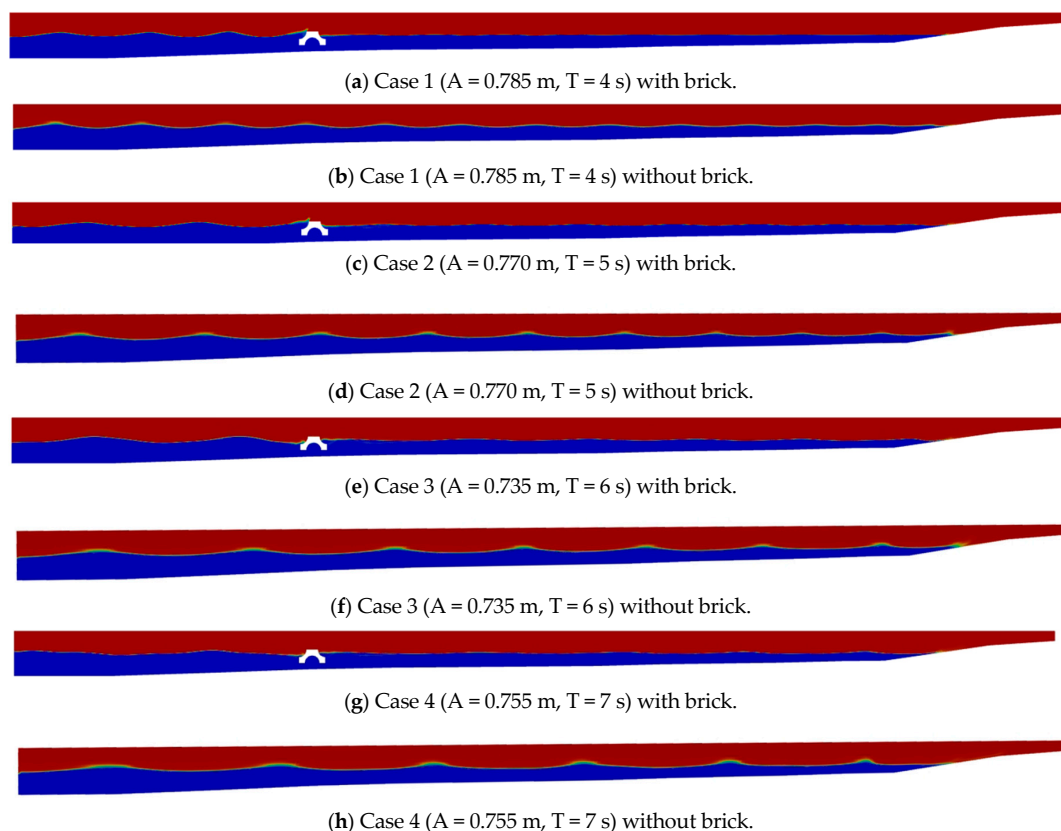 (a) Case 1 (A = 0.785 m, T = 4 s) with brick.
(b) Case 1 (A = 0.785 m, T = 4 s) without brick.
(c) Case 2 (A = 0.770 m, T = 5 s) with brick.
(d) Case 2 (A = 0.770 m, T = 5 s) without brick.
(e) Case 3 (A = 0.735 m, T = 6 s) with brick.
(f) Case 3 (A = 0.735 m, T = 6 s) without brick.
(g) Case 4 (A = 0.755 m, T = 7 s) with brick.
(h) Case 4 (A = 0.755 m, T = 7 s) without brick.